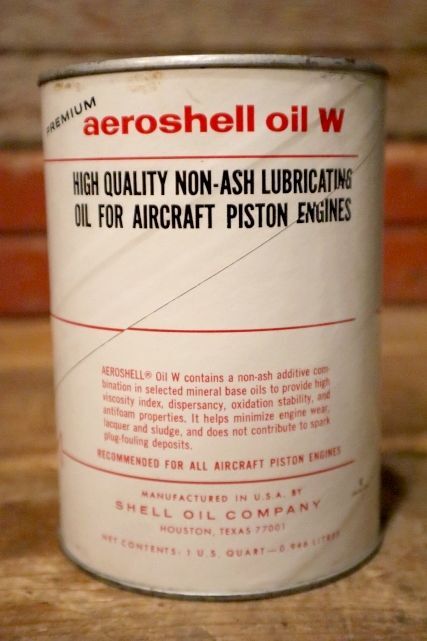 PREMIUM
aeroshell oil W
HIGH QUALITY NON-ASH LUBRICATING
OIL FOR AIRCRAFT PISTON ENGINES
AEROSHELL® Oil W contains a non-ash additive com-
bination in selected mineral base oils to provide high
viscosity index, dispersancy, oxidation stability, and
antifoam properties. It helps minimize engine wear,
lacquer and sludge, and does not contribute to spark
plug-fouling deposits.
RECOMMENDED FOR ALL AIRCRAFT PISTON ENGINES
MANUFACTURED IN U.S.A. BY
SHELL OIL COMPANY
HOUSTON, TEXAS 77001
NET CONTENTS: 1 U.S. QUART—0.946 LITRES